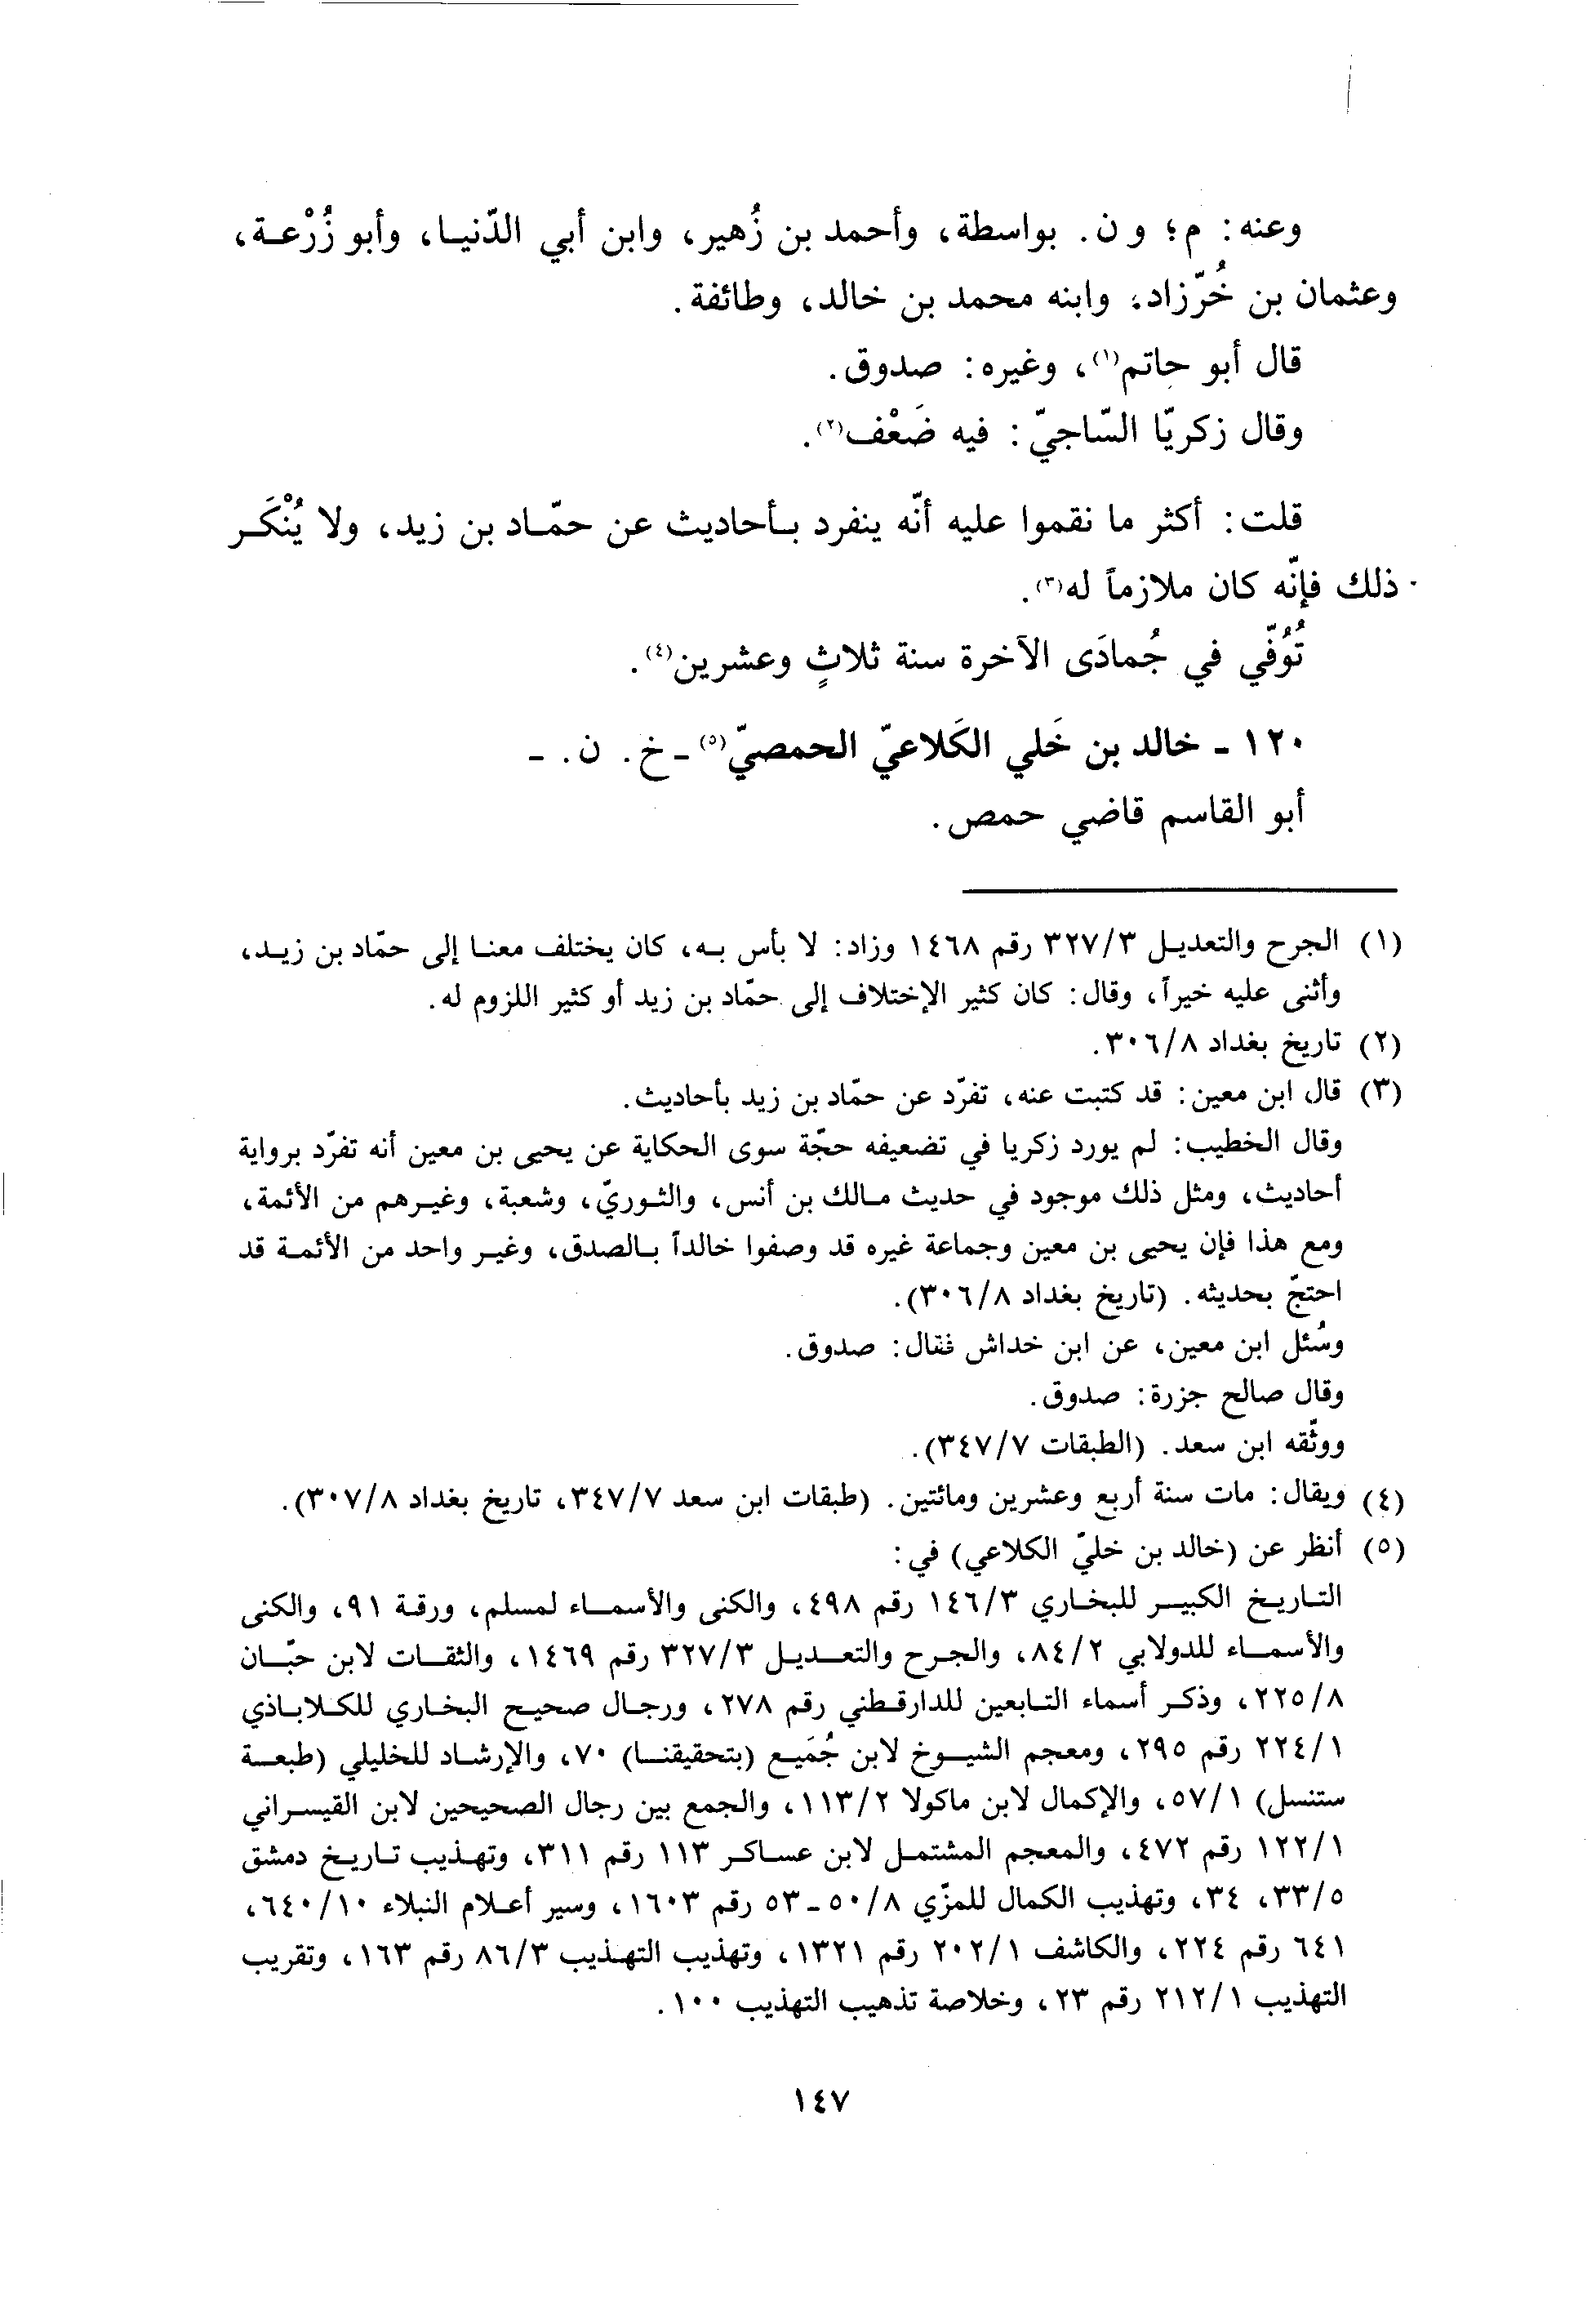 وعنه: م؛ و ن. بواسطة، وأحمد بن زُهير، وابن أبي الدّنيا، وأبو زُرْعة،
وعثمان بن خُرّزاد، وابنه محمد بن خالد، وطائفة.
قال أبو حاتم(١)، وغيره: صدوق.
وقال زكريّا السّاجيّ: فيه ضَعْف(٢).
قلت: أكثر ما نقموا عليه أنّه ينفرد بأحاديث عن حمّاد بن زيد، ولا يُنْكَر
ذلك فإنّه كان ملازماً له(٣).
تُوُفّي في جُمادَى الآخرة سنة ثلاثٍ وعشرين(٤).
١٢٠ - خالد بن خَلي الكَلاعيّ الحمصيّ(٥) - خ. ن. -
أبو القاسم قاضي حمص.
(١) الجرح والتعديل ٣٢٧/٣ رقم ١٤٦٨ وزاد: لا بأس به، كان يختلف معنا إلى حمّاد بن زيد،
وأثنى عليه خيراً، وقال: كان كثير الإختلاف إلى حمّاد بن زيد أو كثير اللزوم له.
(٢) تاريخ بغداد ٣٠٦/٨.
(٣) قال ابن معين: قد كتبت عنه، تفرّد عن حمّاد بن زيد بأحاديث.
وقال الخطيب: لم يورد زكريا في تضعيفه حجّة سوى الحكاية عن يحيى بن معين أنه تفرّد برواية
أحاديث، ومثل ذلك موجود في حديث مالك بن أنس، والثوريّ، وشعبة، وغيرهم من الأئمة،
ومع هذا فإن يحيى بن معين وجماعة غيره قد وصفوا خالداً بالصدق، وغير واحد من الأئمة قد
احتجّ بحديثه. (تاريخ بغداد ٣٠٦/٨).
وسُئل ابن معين، عن ابن خداش فقال: صدوق.
وقال صالح جزرة: صدوق.
ووثّقه ابن سعد. (الطبقات ٣٤٧/٧).
(٤) ويقال: مات سنة أربع وعشرين ومائتين. (طبقات ابن سعد ٣٤٧/٧، تاريخ بغداد ٣٠٧/٨).
(٥) أنظر عن (خالد بن خليّ الكلاعي) في:
التاريخ الكبير للبخاري ١٤٦/٣ رقم ٤٩٨، والكنى والأسماء لمسلم، ورقة ٩١، والكنى
والأسماء للدولابي ٨٤/٢، والجرح والتعديل ٣٢٧/٣ رقم ١٤٦٩، والثقات لابن حبّان
٢٢٥/٨، وذكر أسماء التابعين للدارقطني رقم ٢٧٨، ورجال صحيح البخاري للكلاباذي
٢٢٤/١ رقم ٢٩٥، ومعجم الشيوخ لابن جُمَيع (بتحقيقنا) ٧٠، والإرشاد للخليلي (طبعة
ستنسل) ٥٧/١، والإكمال لابن ماكولا ١١٣/٢، والجمع بين رجال الصحيحين لابن القيسراني
١٢٢/١ رقم ٤٧٢، والمعجم المشتمل لابن عساكر ١١٣ رقم ٣١١، وتهذيب تاريخ دمشق
٣٣/٥، ٣٤، وتهذيب الكمال للمزّي ٥٠/٨-٥٣ رقم ١٦٠٣، وسير أعلام النبلاء ٦٤٠/١٠،
٦٤١ رقم ٢٢٤، والكاشف ٢٠٢/١ رقم ١٣٢١، وتهذيب التهذيب ٨٦/٣ رقم ١٦٣، وتقريب
التهذيب ٢١٢/١ رقم ٢٣، وخلاصة تذهيب التهذيب ١٠٠.
١٤٧